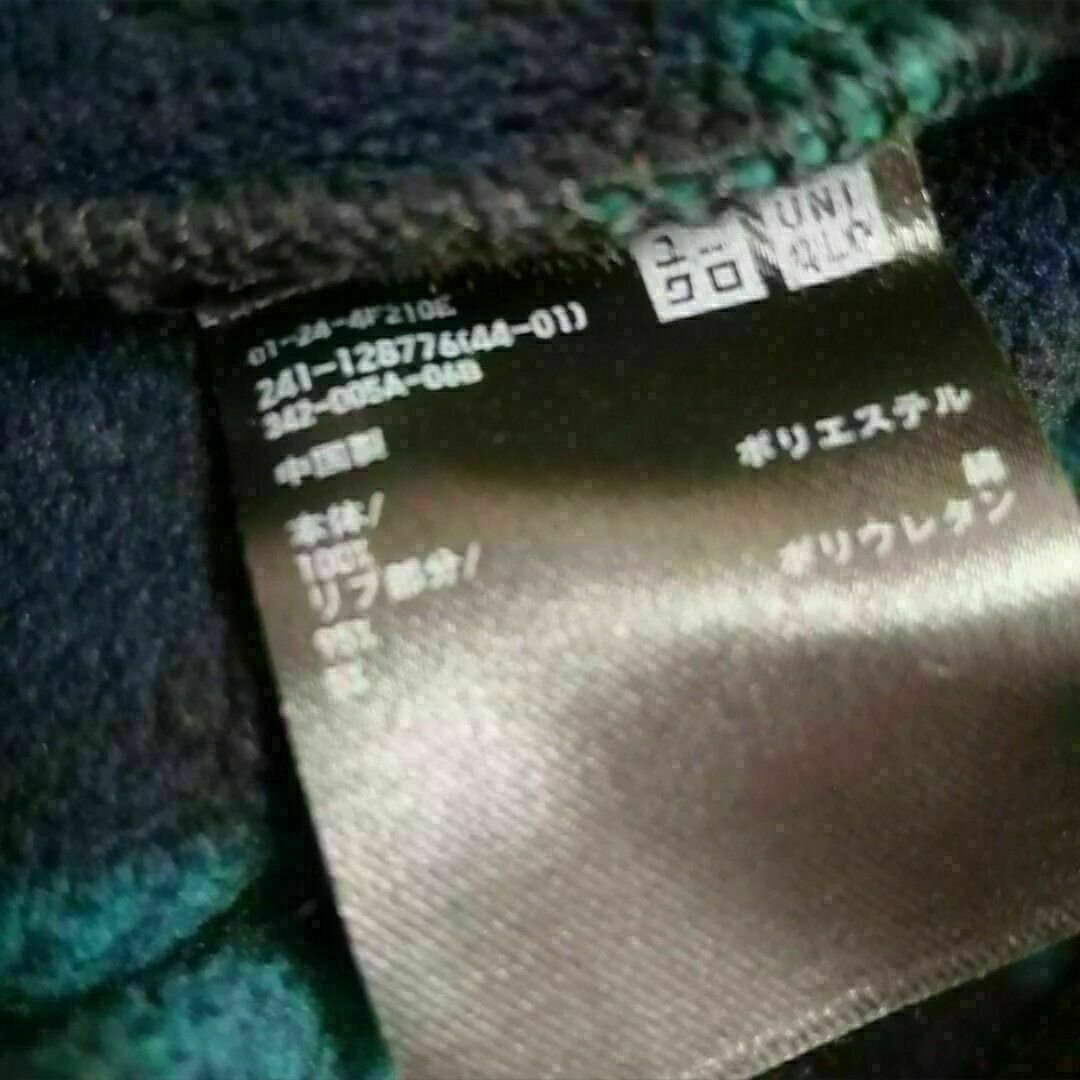 ユニ
クロ
UNI
QLO
01-24-4F210E
241-128776(44-01)
342-005A-06B
中国製
本体/
100% ポリエステル
リブ部分/
綿
ポリウレタン